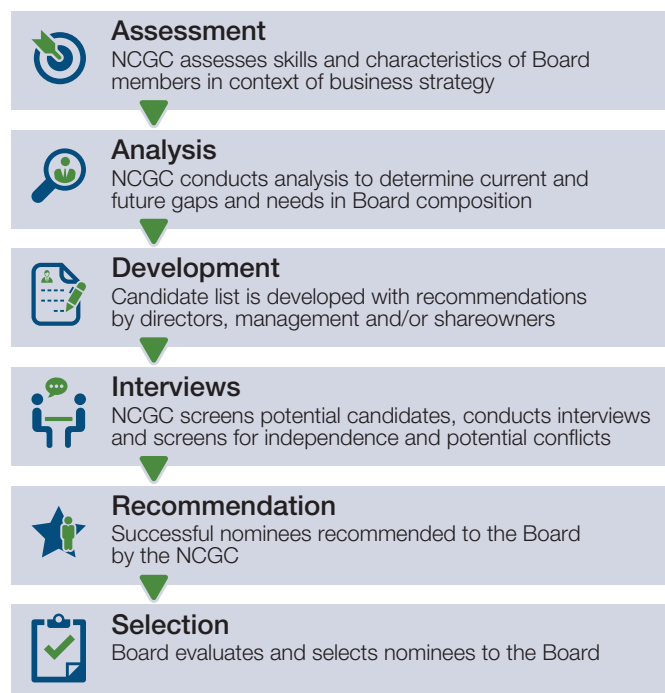 Assessment
NCGC assesses skills and characteristics of Board
members in context of business strategy
Analysis
NCGC conducts analysis to determine current and
future gaps and needs in Board composition
Development
Candidate list is developed with recommendations
by directors, management and/or shareowners
Interviews
NCGC screens potential candidates, conducts interviews
and screens for independence and potential conflicts
Recommendation
Successful nominees recommended to the Board
by the NCGC
Selection
Board evaluates and selects nominees to the Board